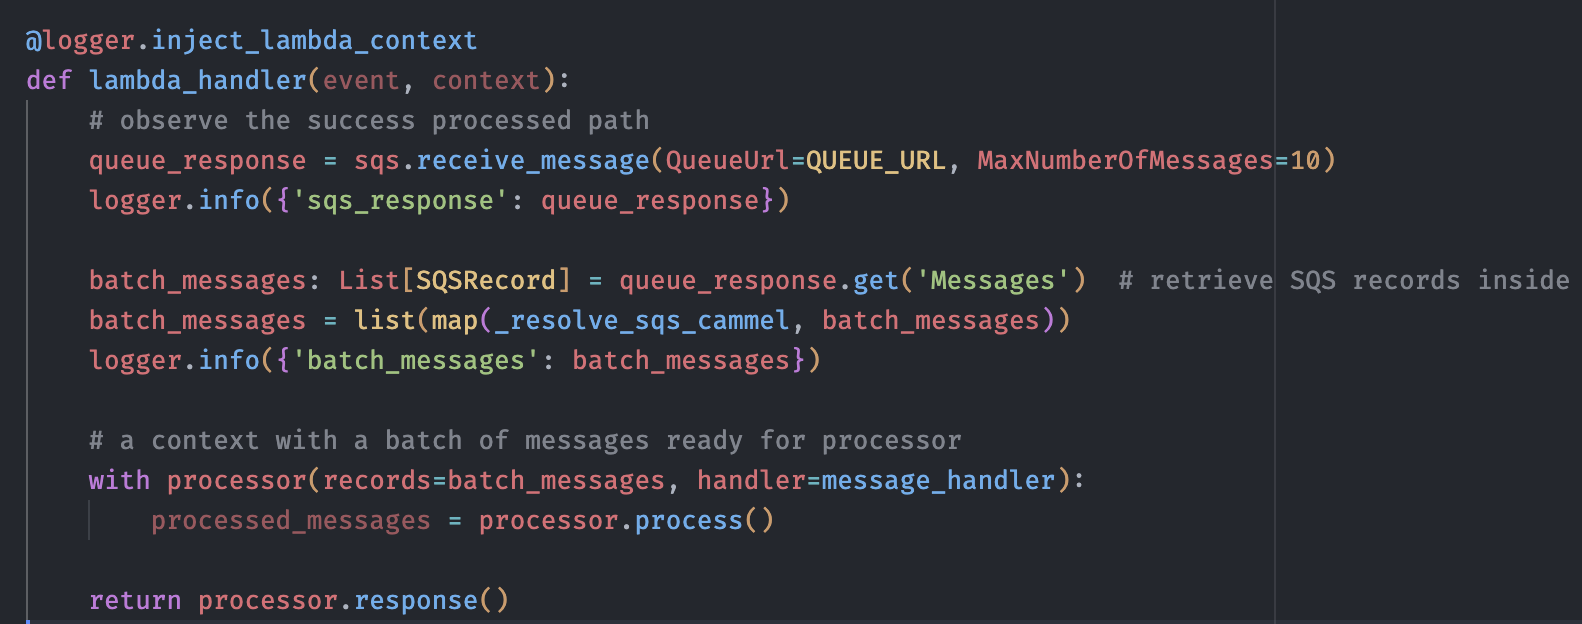 @logger.inject_lambda_context
def lambda_handler(event, context):
    # observe the success processed path
    queue_response = sqs.receive_message(QueueUrl=QUEUE_URL, MaxNumberOfMessages=10)
    logger.info({'sqs_response': queue_response})

    batch_messages: List[SQSRecord] = queue_response.get('Messages')  # retrieve SQS records inside
    batch_messages = list(map(_resolve_sqs_cammel, batch_messages))
    logger.info({'batch_messages': batch_messages})

    # a context with a batch of messages ready for processor
    with processor(records=batch_messages, handler=message_handler):
        processed_messages = processor.process()

    return processor.response()